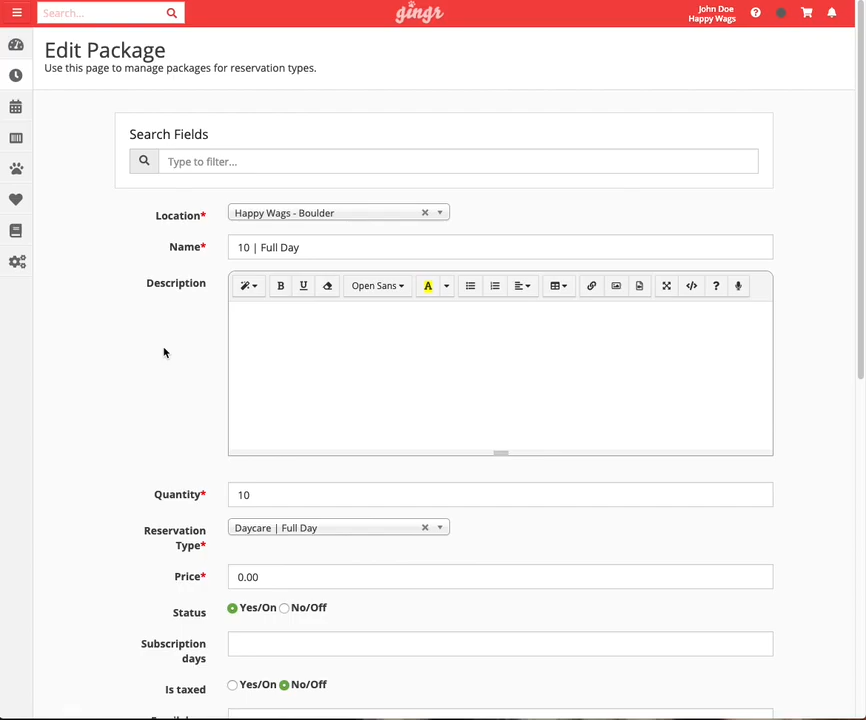 Search...
gingr
John Doe
Happy Wags
Edit Package
Use this page to manage packages for reservation types.
Search Fields
Type to filter...
Location*
Happy Wags - Boulder
Name*
10 | Full Day
Description
B U Open Sans A </> ?
Quantity*
10
Reservation
Type*
Daycare | Full Day
Price*
0.00
Status
Yes/On No/Off
Subscription
days
Is taxed
Yes/On No/Off